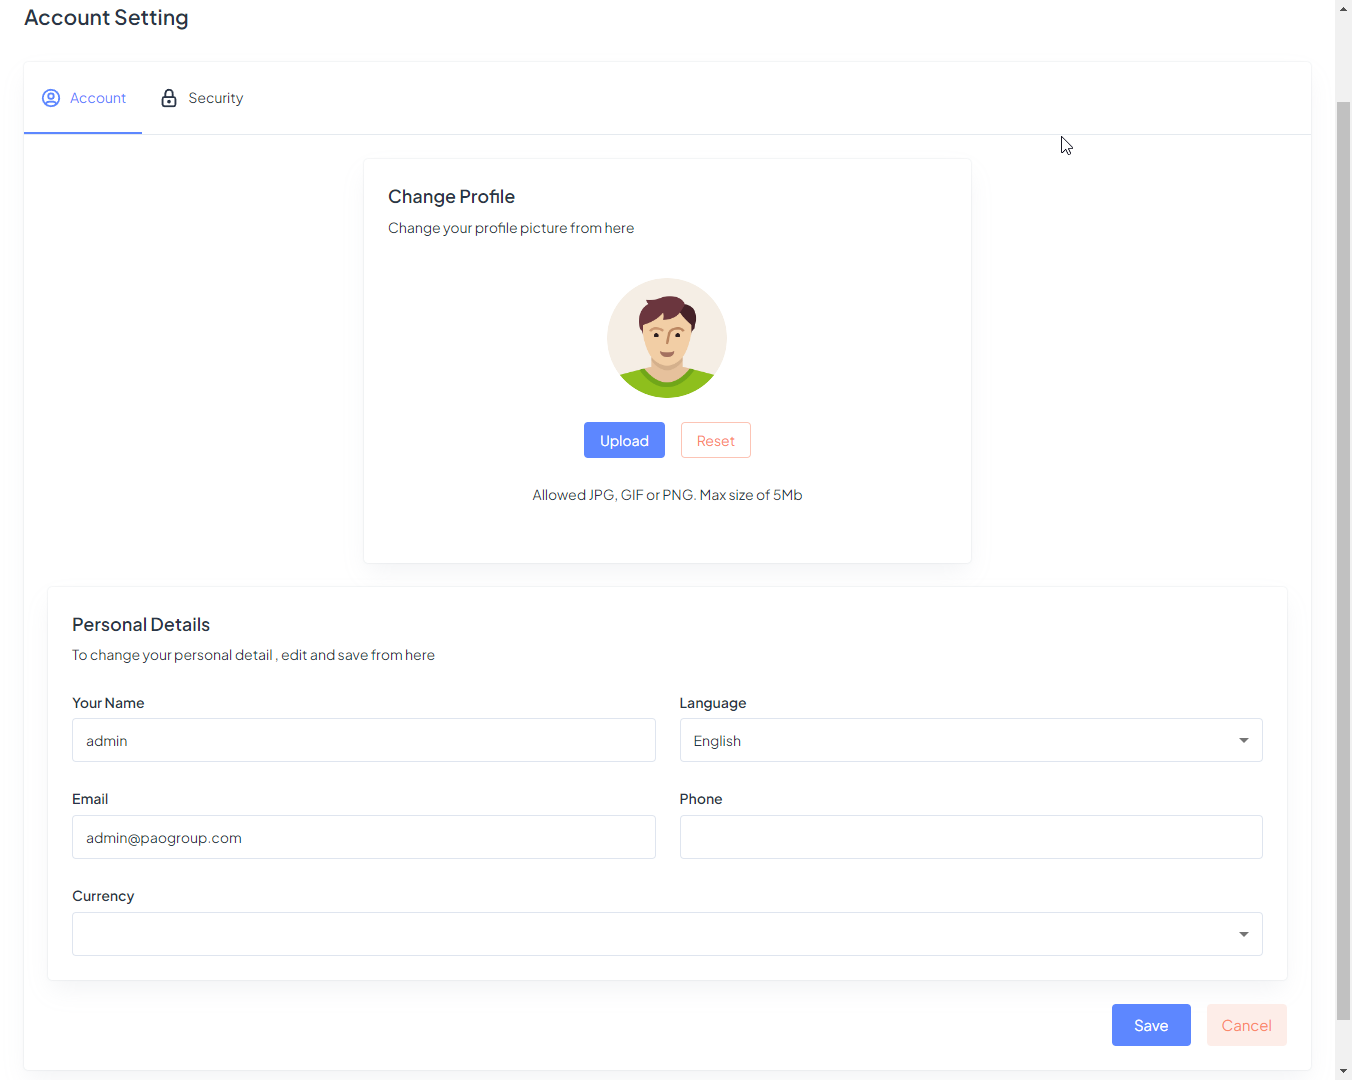 Account Setting
Account
Security
Change Profile
Change your profile picture from here
Upload
Reset
Allowed JPG, GIF or PNG. Max size of 5Mb
Personal Details
To change your personal detail , edit and save from here
Your Name
Language
admin
English
Email
Phone
admin@paogroup.com
Currency
Save
Cancel